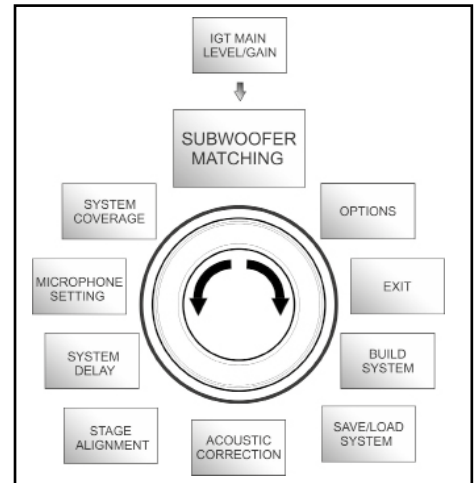 IGT MAIN
LEVEL/GAIN
SUBWOOFER
MATCHING
SYSTEM
COVERAGE
OPTIONS
MICROPHONE
SETTING
EXIT
SYSTEM
DELAY
BUILD
SYSTEM
STAGE
ALIGNMENT
ACOUSTIC
CORRECTION
SAVE/LOAD
SYSTEM